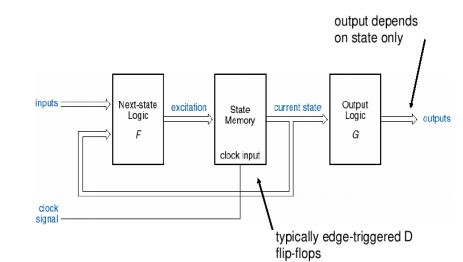 output depends
on state only
inputs
Next-state
Logic
F
excitation
State
Memory
clock input
current state
Output
Logic
G
outputs
clock
signal
typically edge-triggered D
flip-flops